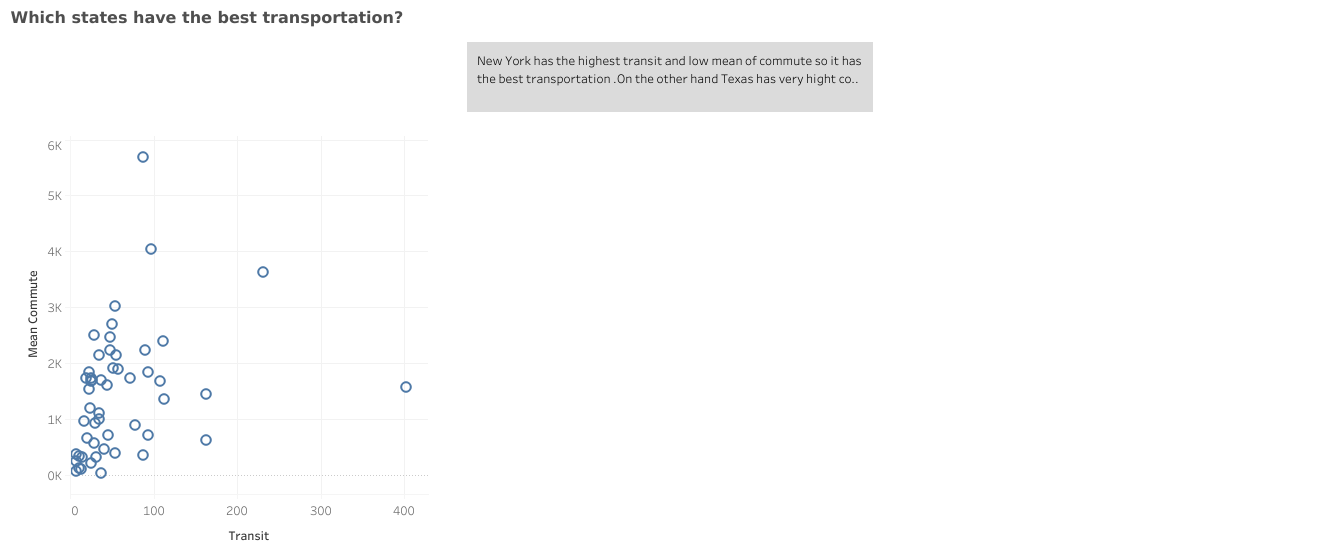 Which states have the best transportation?
New York has the highest transit and low mean of commute so it has
the best transportation .On the other hand Texas has very hight co..
6K
5K
4K
3K
2K
1K
0K
Mean Commute
0 100 200 300 400
Transit